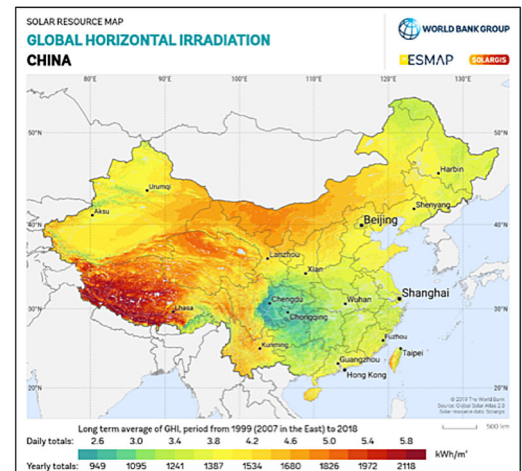 SOLAR RESOURCE MAP
GLOBAL HORIZONTAL IRRADIATION
CHINA
WORLD BANK GROUP
ESMAP
SOLARGIS
80°E 90°E 100°E 110°E 120°E 130°E
50°N 50°N
Harbin
Urumqi
Shenyang
Aksu
Beijing
40°N 40°N
Lanzhou
Xian
Shanghai
Chengdu
Wuhan
30°N 30°N
Lhasa
Chongqing
Fuzhou
Kunming
Taipei
Guangzhou
Hong Kong
20°N 20°N
© 2019 The World Bank
Source: Global Solar Atlas 2.0
Solar resource data: Solargis
Long term average of GHI, period from 1999 (2007 in the East) to 2018
500 km
Daily totals: 2.6 3.0 3.4 3.8 4.2 4.6 5.0 5.4 5.8
kWh/m²
Yearly totals: 949 1095 1241 1387 1534 1680 1826 1972 2118